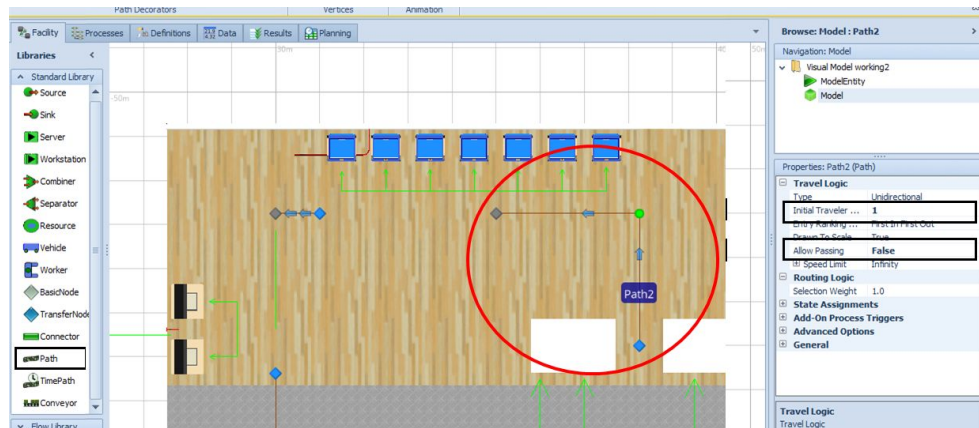 Path Decorators Vertices Animation
Facility Processes Definitions Data Results Planning
Libraries <
Standard Library
Source
Sink
Server
Workstation
Combiner
Separator
Resource
Vehicle
Worker
BasicNode
TransferNode
Connector
Path
TimePath
Conveyor
Flow Library
-50m
50m
Path2
Browse: Model : Path2 >
Navigation: Model
Visual Model working2
ModelEntity
Model
Properties: Path2 (Path)
Travel Logic
Type Unidirectional
Initial Traveler ... 1
Entry Ranking ... First In First Out
Drawn To Scale True
Allow Passing False
Speed Limit Infinity
Routing Logic
Selection Weight 1.0
State Assignments
Add-On Process Triggers
Advanced Options
General
Travel Logic
Travel Logic